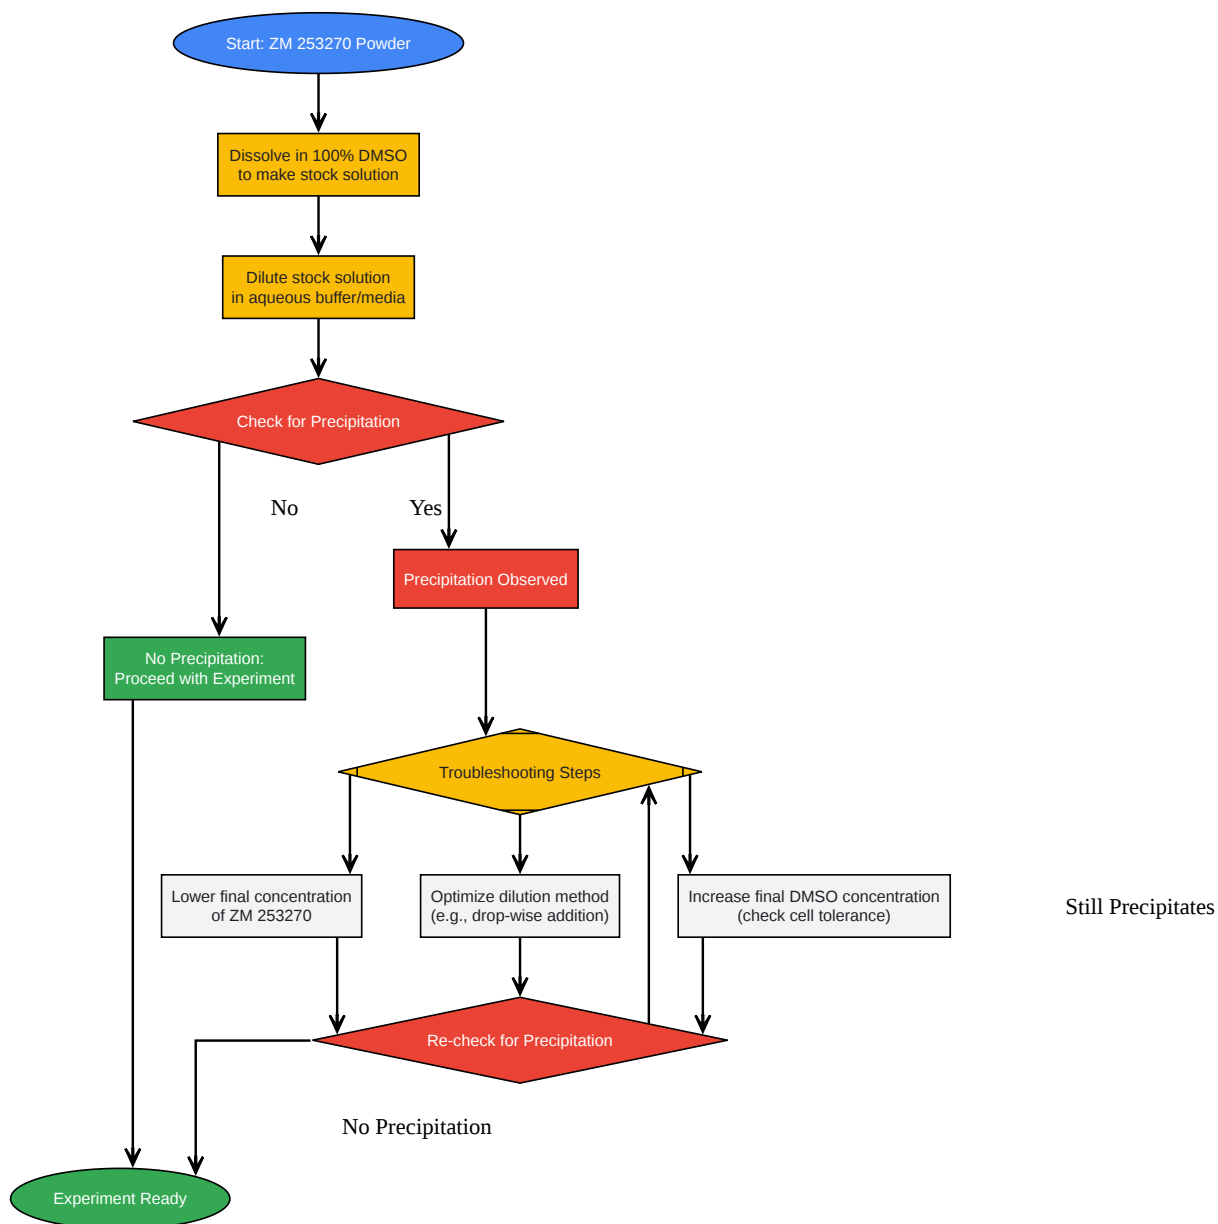 Start: ZM 253270 Powder
Dissolve in 100% DMSO
to make stock solution
Dilute stock solution
in aqueous buffer/media
Check for Precipitation
No
Yes
Precipitation Observed
No Precipitation:
Proceed with Experiment
Troubleshooting Steps
Lower final concentration
of ZM 253270
Optimize dilution method
(e.g., drop-wise addition)
Increase final DMSO concentration
(check cell tolerance)
Still Precipitates
Re-check for Precipitation
No Precipitation
Experiment Ready